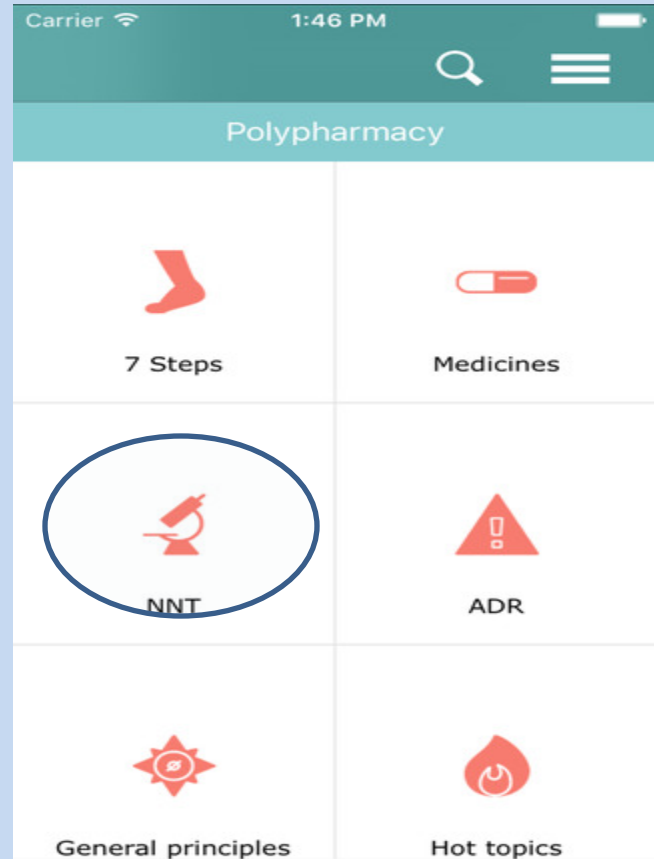 Carrier 1:46 PM
Polypharmacy
7 Steps Medicines
NNT ADR
General principles Hot topics